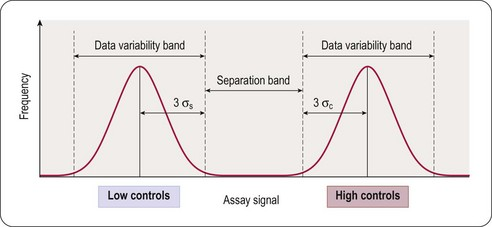 Data variability band
Data variability band
Separation band
3 σs
3 σc
Frequency
Low controls
Assay signal
High controls